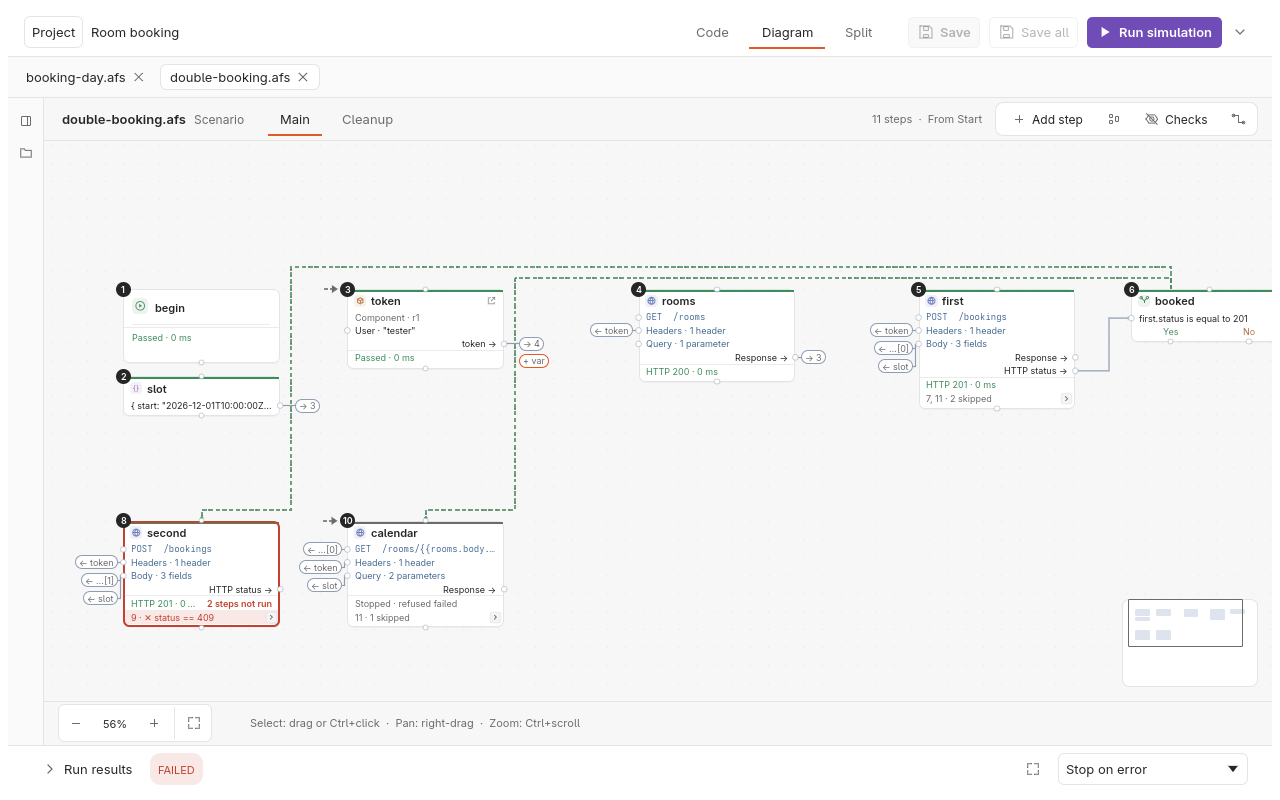 Project
Room booking
Code
Diagram
Split
Save
Save all
Run simulation
booking-day.afs
double-booking.afs
double-booking.afs
Scenario
Main
Cleanup
11 steps · From Start
Add step
Checks
1
begin
Passed · 0 ms
2
slot
{ start: "2026-12-01T10:00:00Z...
→ 3
3
token
Component · r1
User · "tester"
token →
→ 4
+ var
Passed · 0 ms
4
rooms
GET /rooms
← token
Headers · 1 header
Query · 1 parameter
Response →
→ 3
HTTP 200 · 0 ms
5
first
POST /bookings
← token
Headers · 1 header
← ...[0]
Body · 3 fields
← slot
Response →
HTTP status →
HTTP 201 · 0 ms
7, 11 · 2 skipped
6
booked
first.status is equal to 201
Yes
No
8
second
POST /bookings
← token
Headers · 1 header
← ...[1]
Body · 3 fields
← slot
HTTP status →
HTTP 201 · 0 ...
2 steps not run
9 · ✕ status == 409
10
calendar
← ...[0]
GET /rooms/{{rooms.body....
← token
Headers · 1 header
Query · 2 parameters
← slot
Response →
Stopped · refused failed
11 · 1 skipped
56%
Select: drag or Ctrl+click · Pan: right-drag · Zoom: Ctrl+scroll
Run results
FAILED
Stop on error